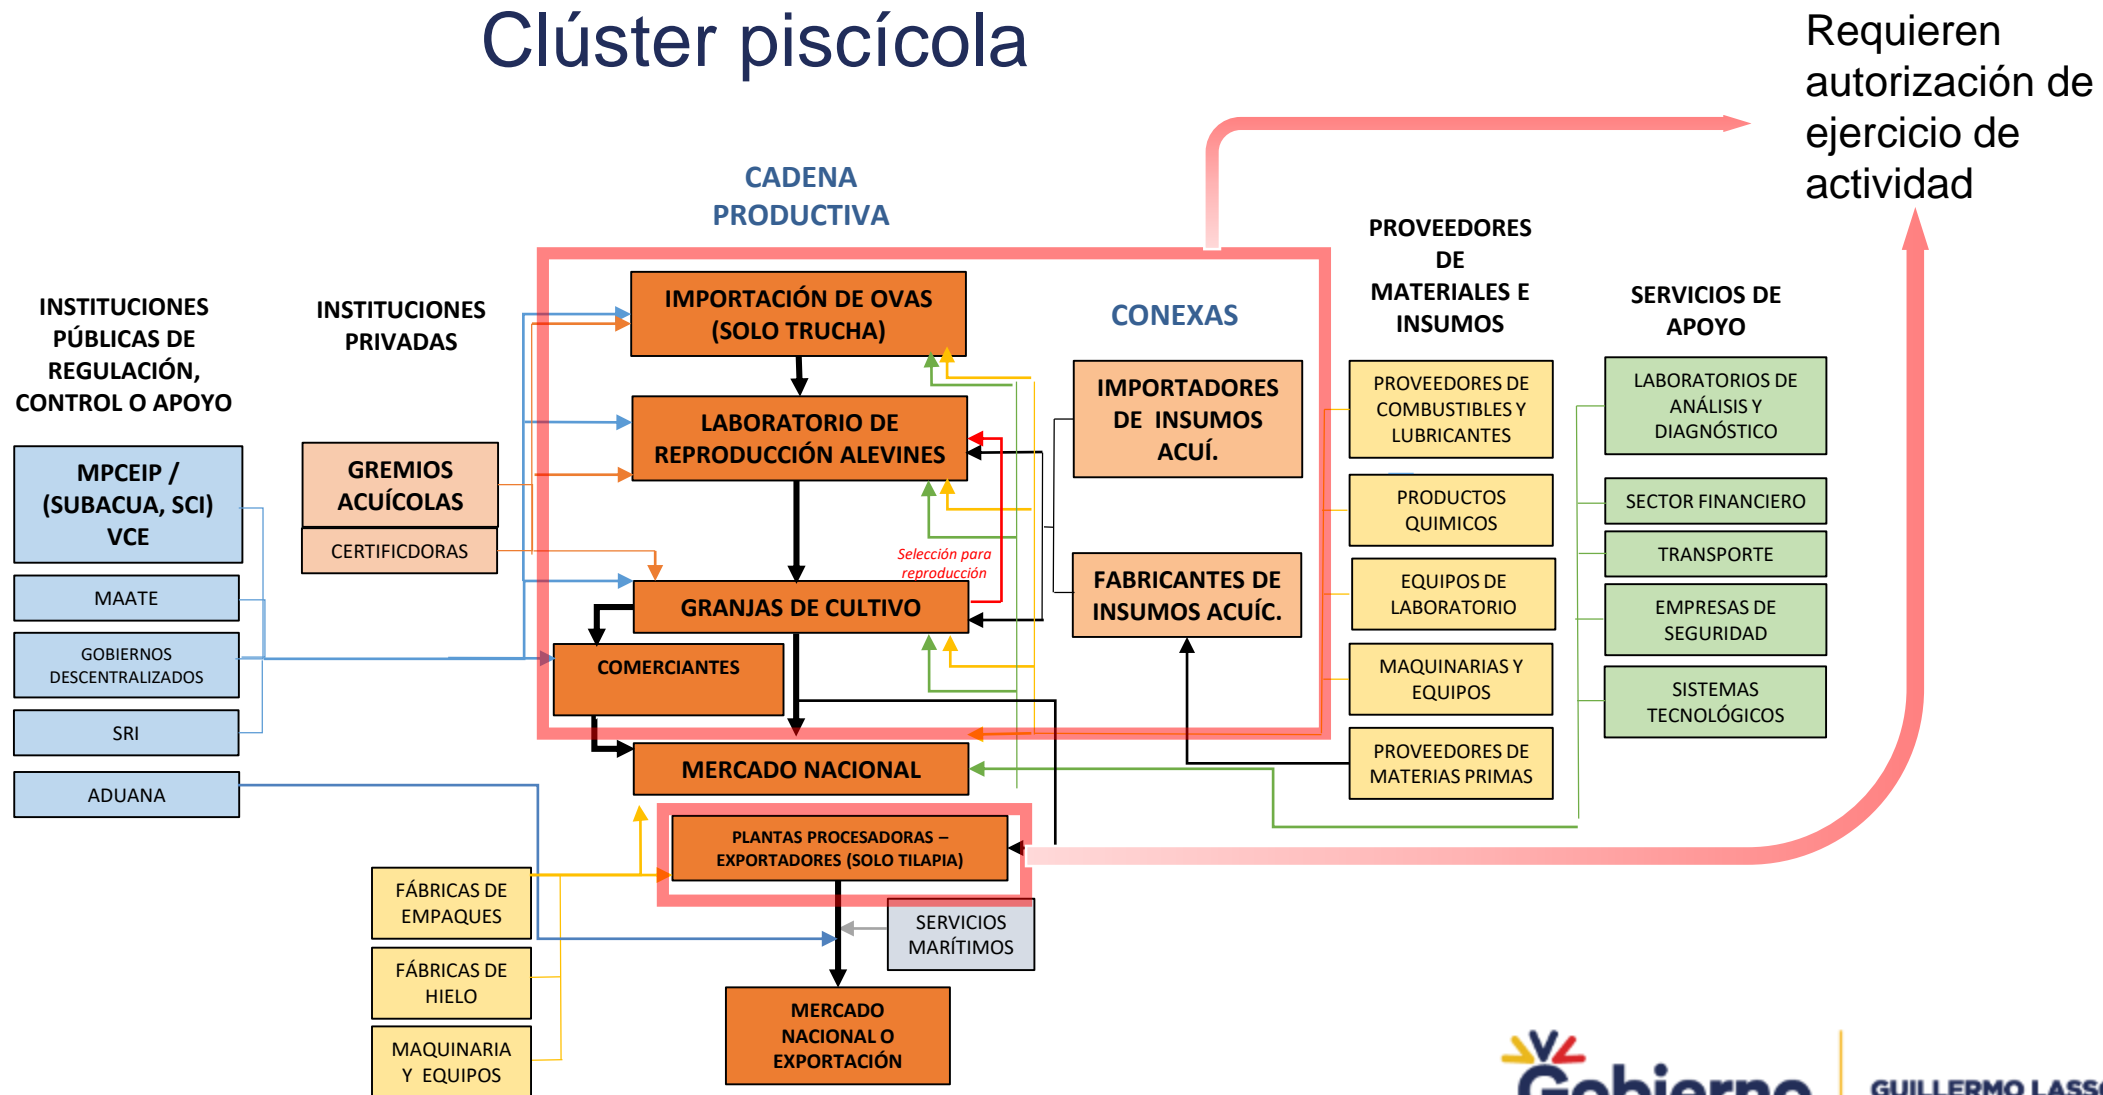 Clúster piscícola
Requieren
autorización de
ejercicio de
actividad
CADENA
PRODUCTIVA
INSTITUCIONES
PÚBLICAS DE
REGULACIÓN,
CONTROL O APOYO
MPCEIP /
(SUBACUA, SCI)
VCE
MAATE
GOBIERNOS
DESCENTRALIZADOS
SRI
ADUANA
INSTITUCIONES
PRIVADAS
GREMIOS
ACUÍCOLAS
CERTIFICDORAS
IMPORTACIÓN DE OVAS
(SOLO TRUCHA)
LABORATORIO DE
REPRODUCCIÓN ALEVINES
Selección para
reproducción
GRANJAS DE CULTIVO
COMERCIANTES
MERCADO NACIONAL
PLANTAS PROCESADORAS –
EXPORTADORES (SOLO TILAPIA)
SERVICIOS
MARÍTIMOS
MERCADO
NACIONAL O
EXPORTACIÓN
FÁBRICAS DE
EMPAQUES
FÁBRICAS DE
HIELO
MAQUINARIA
Y EQUIPOS
CONEXAS
IMPORTADORES
DE INSUMOS
ACUÍ.
FABRICANTES DE
INSUMOS ACUÍC.
PROVEEDORES
DE
MATERIALES E
INSUMOS
PROVEEDORES DE
COMBUSTIBLES Y
LUBRICANTES
PRODUCTOS
QUIMICOS
EQUIPOS DE
LABORATORIO
MAQUINARIAS Y
EQUIPOS
PROVEEDORES DE
MATERIAS PRIMAS
SERVICIOS DE
APOYO
LABORATORIOS DE
ANÁLISIS Y
DIAGNÓSTICO
SECTOR FINANCIERO
TRANSPORTE
EMPRESAS DE
SEGURIDAD
SISTEMAS
TECNOLÓGICOS
Gobierno
GUILLERMO LASSO